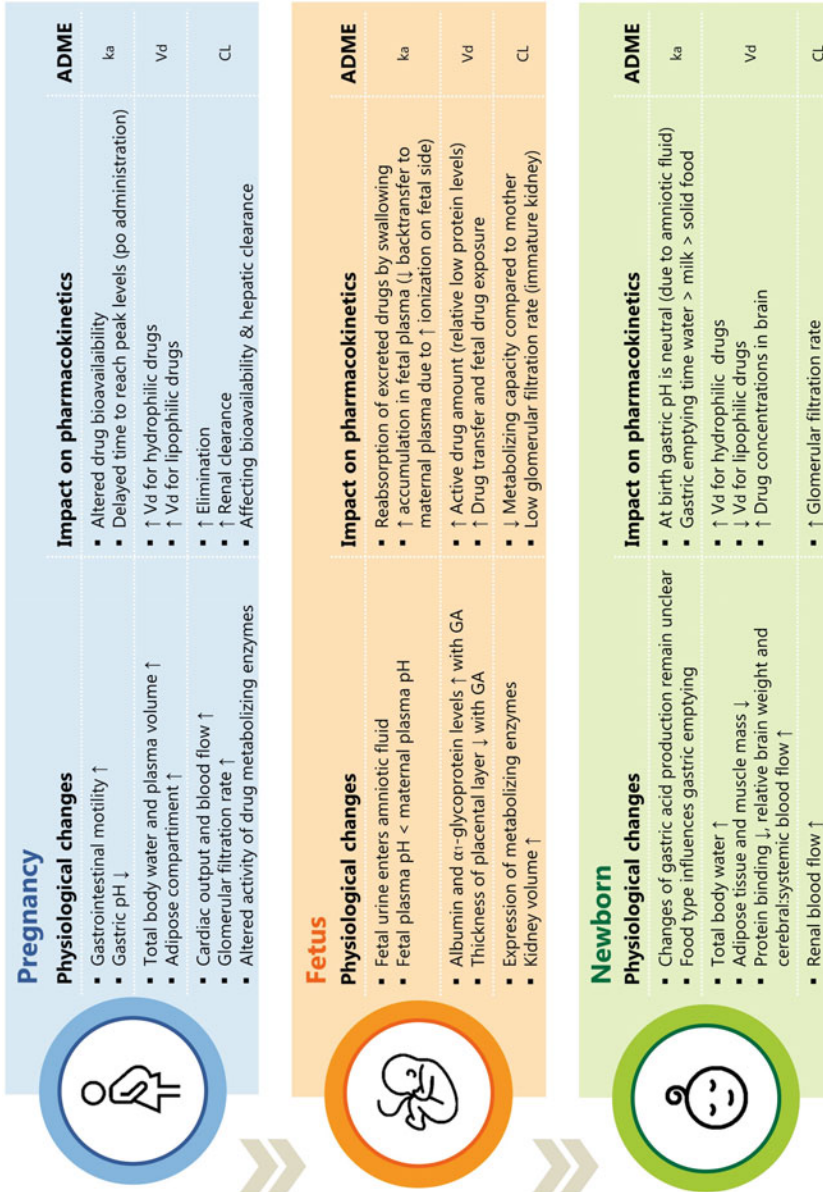 Pregnancy
Physiological changes
Impact on pharmacokinetics
ADME
▪ Gastrointestinal motility ↑
▪ Gastric pH ↓
▪ Altered drug bioavailaibility
▪ Delayed time to reach peak levels (po administration)
ka
▪ Total body water and plasma volume ↑
▪ Adipose compartiment ↑
▪ ↑ Vd for hydrophilic drugs
▪ ↑ Vd for lipophilic drugs
Vd
▪ Cardiac output and blood flow ↑
▪ Glomerular filtration rate ↑
▪ Altered activity of drug metabolizing enzymes
▪ ↑ Elimination
▪ ↑ Renal clearance
▪ Affecting bioavailability & hepatic clearance
CL
Fetus
Physiological changes
Impact on pharmacokinetics
ADME
▪ Fetal urine enters amniotic fluid
▪ Fetal plasma pH < maternal plasma pH
▪ Reabsorption of excreted drugs by swallowing
▪ ↑ accumulation in fetal plasma (↓ backtransfer to
maternal plasma due to ↑ ionization on fetal side)
ka
▪ Albumin and α1-glycoprotein levels ↑ with GA
▪ Thickness of placental layer ↓ with GA
▪ ↑ Active drug amount (relative low protein levels)
▪ ↑ Drug transfer and fetal drug exposure
Vd
▪ Expression of metabolizing enzymes
▪ Kidney volume ↑
▪ ↓ Metabolizing capacity compared to mother
▪ Low glomerular filtration rate (immature kidney)
CL
Newborn
Physiological changes
Impact on pharmacokinetics
ADME
▪ Changes of gastric acid production remain unclear
▪ Food type influences gastric emptying
▪ At birth gastric pH is neutral (due to amniotic fluid)
▪ Gastric emptying time water > milk > solid food
ka
▪ Total body water ↑
▪ Adipose tissue and muscle mass ↓
▪ Protein binding ↓, relative brain weight and
cerebral:systemic blood flow ↑
▪ ↑ Vd for hydrophilic drugs
▪ ↓ Vd for lipophilic drugs
▪ ↑ Drug concentrations in brain
Vd
▪ Renal blood flow ↑
▪ ↑ Glomerular filtration rate
CL